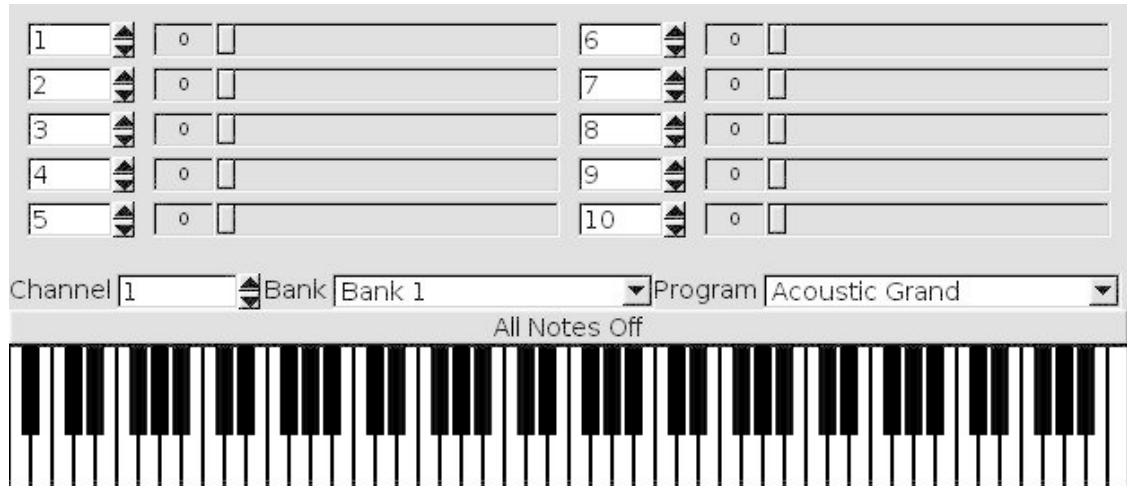 1 0 6 0
2 0 7 0
3 0 8 0
4 0 9 0
5 0 10 0
Channel 1 Bank Bank 1 Program Acoustic Grand
All Notes Off